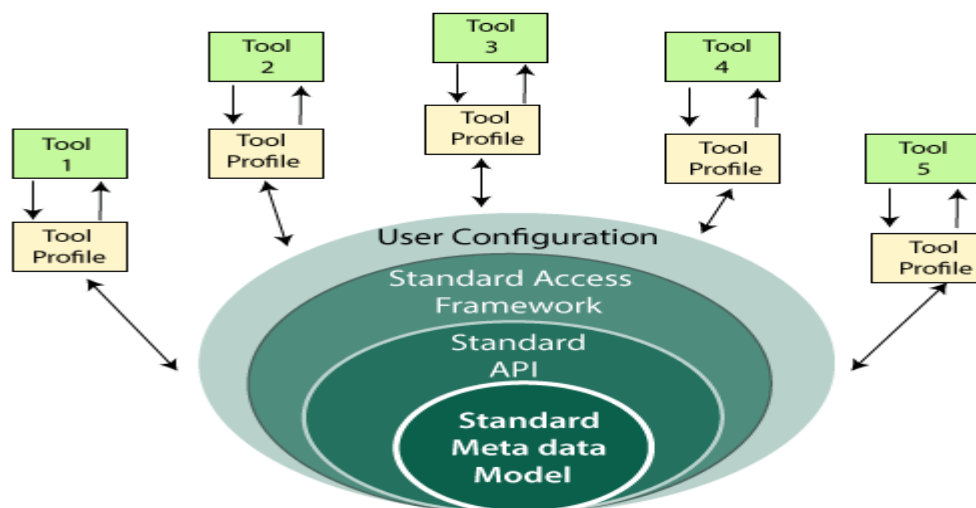 Tool
1
Tool
Profile
Tool
2
Tool
Profile
Tool
3
Tool
Profile
Tool
4
Tool
Profile
Tool
5
Tool
Profile
User Configuration
Standard Access
Framework
Standard
API
Standard
Meta data
Model